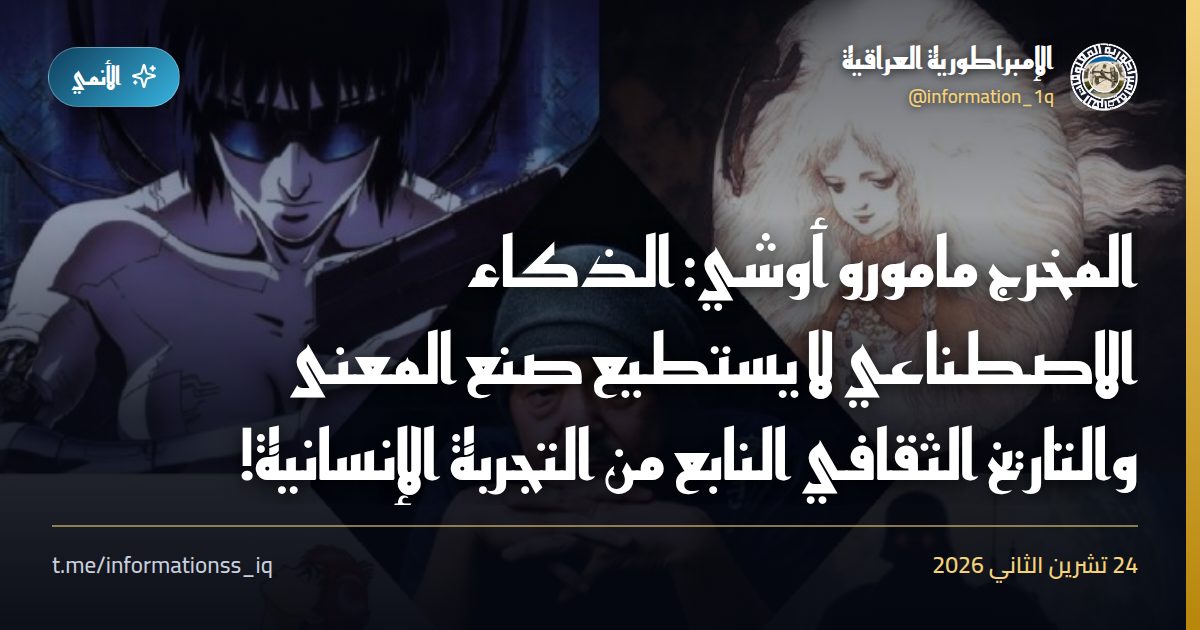 الإمبراطورية العراقية
@information_1q
الأنمي
المخرج مامورو أوشي: الذكاء
الاصطناعي لا يستطيع صنع المعنى
والتاريخ الثقافي النابع من التجربة الإنسانية!
24 تشرين الثاني 2026
t.me/informationss_iq